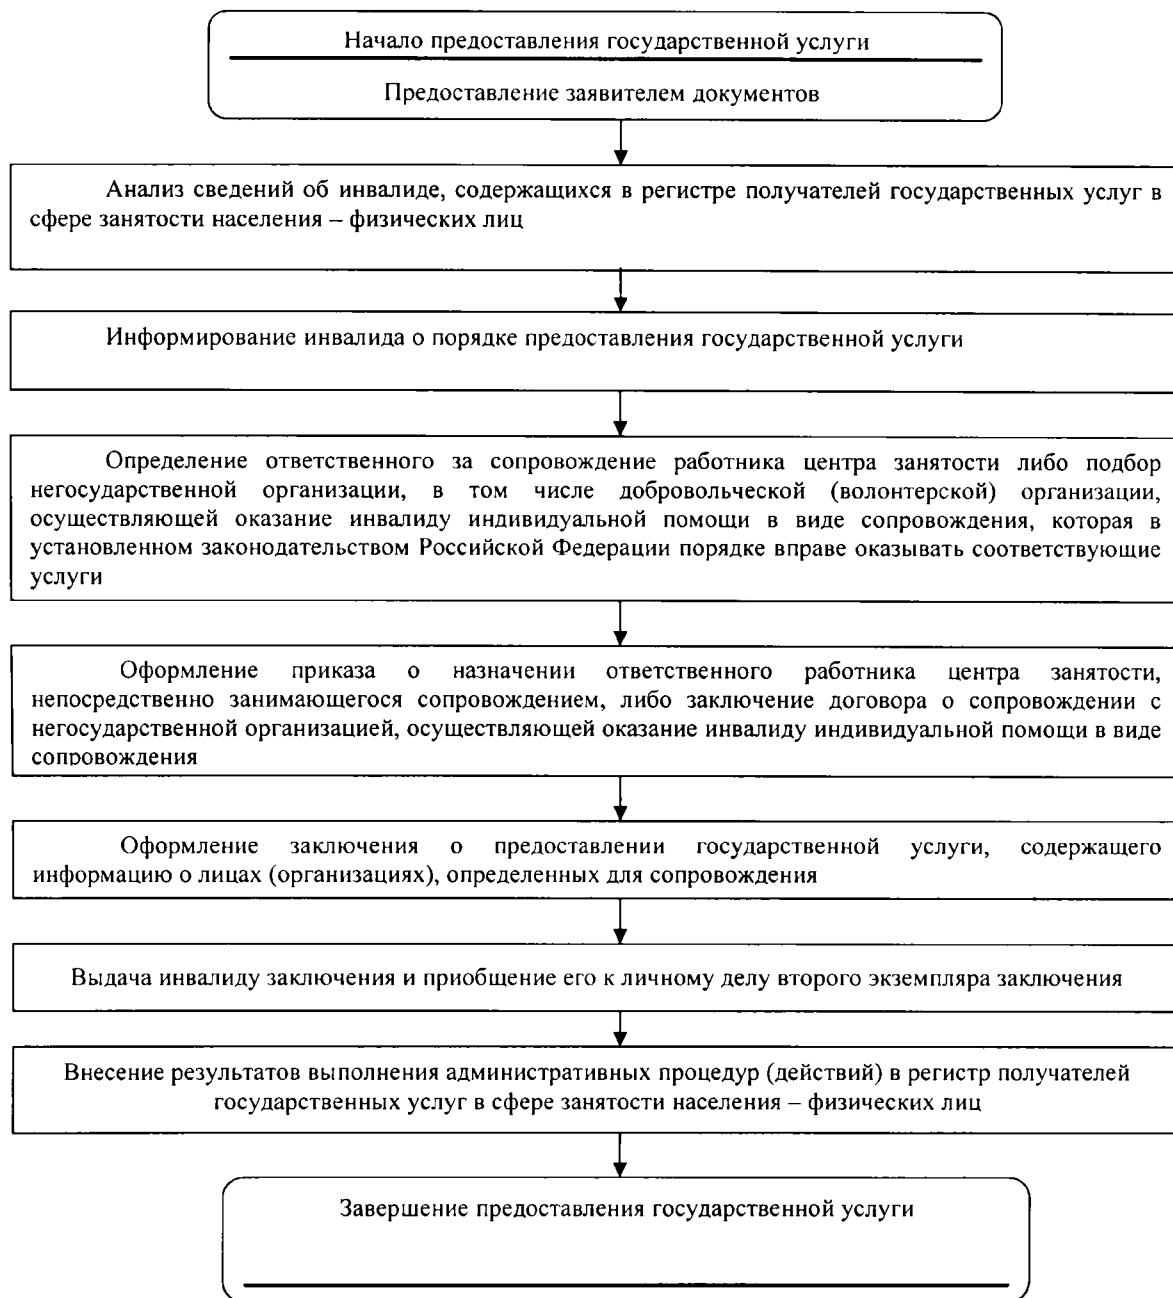 Начало предоставления государственной услуги
Предоставление заявителем документов
Анализ сведений об инвалиде, содержащихся в регистре получателей государственных услуг в
сфере занятости населения – физических лиц
Информирование инвалида о порядке предоставления государственной услуги
Определение ответственного за сопровождение работника центра занятости либо подбор
негосударственной организации, в том числе добровольческой (волонтерской) организации,
осуществляющей оказание инвалиду индивидуальной помощи в виде сопровождения, которая в
установленном законодательством Российской Федерации порядке вправе оказывать соответствующие
услуги
Оформление приказа о назначении ответственного работника центра занятости,
непосредственно занимающегося сопровождением, либо заключение договора о сопровождении с
негосударственной организацией, осуществляющей оказание инвалиду индивидуальной помощи в виде
сопровождения
Оформление заключения о предоставлении государственной услуги, содержащего
информацию о лицах (организациях), определенных для сопровождения
Выдача инвалиду заключения и приобщение его к личному делу второго экземпляра заключения
Внесение результатов выполнения административных процедур (действий) в регистр получателей
государственных услуг в сфере занятости населения – физических лиц
Завершение предоставления государственной услуги